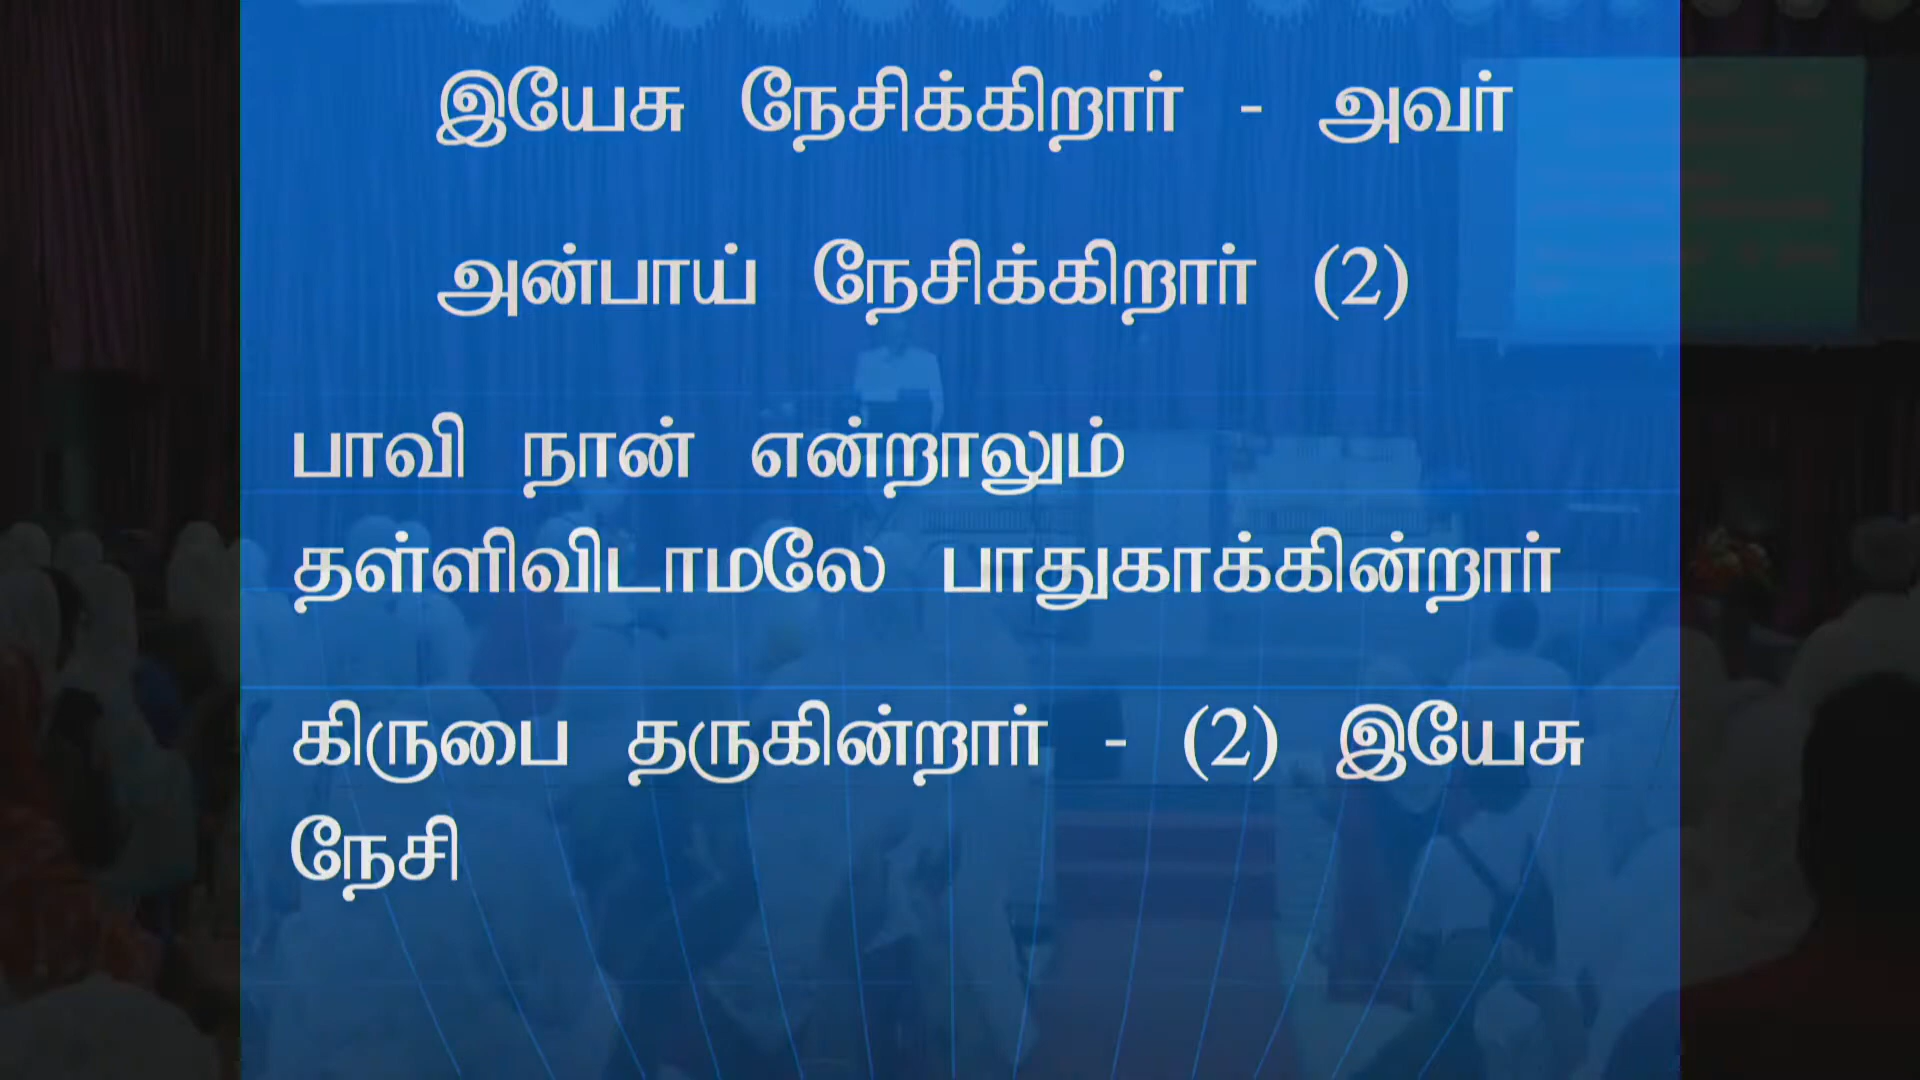 இயேசு நேசிக்கிறார் - அவர்
அன்பாய் நேசிக்கிறார் (2)
பாவி நான் என்றாலும்
தள்ளிவிடாமலே பாதுகாக்கின்றார்
கிருபை தருகின்றார் - (2) இயேசு
நேசி